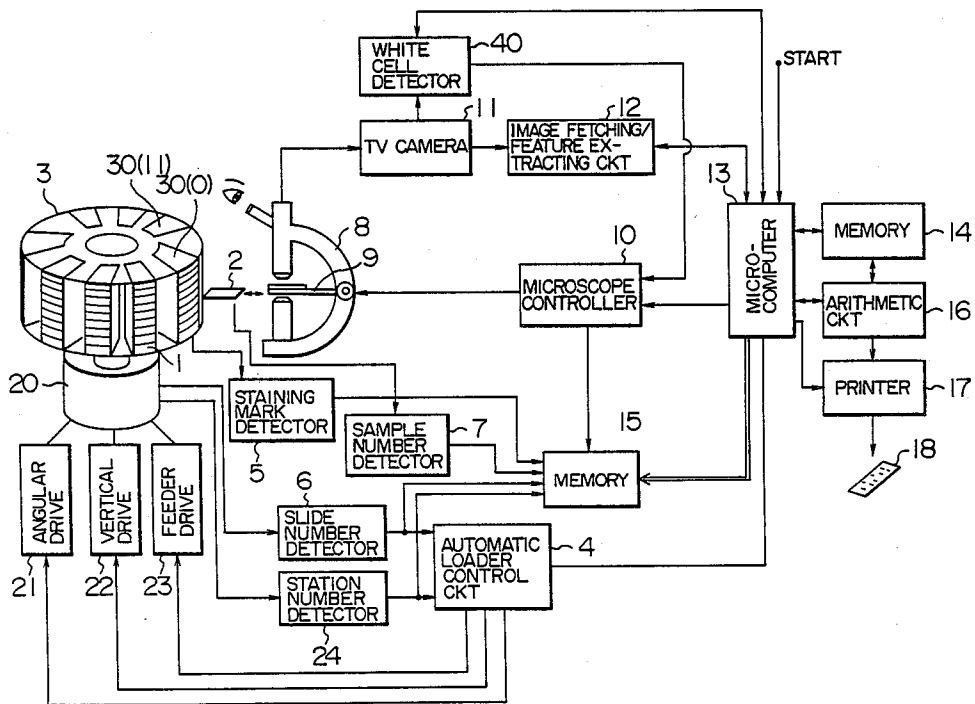 40
WHITE
CELL
DETECTOR
START
11
TV CAMERA
12
IMAGE FETCHING/
FEATURE EX-
TRACTING CKT
13
MICRO-
COMPUTER
MEMORY
14
ARITHMETIC
CKT
16
PRINTER
17
18
30(11)
30(0)
3
2
8
9
10
MICROSCOPE
CONTROLLER
1
20
STAINING
MARK
DETECTOR
5
SAMPLE
NUMBER
DETECTOR
7
15
MEMORY
6
SLIDE
NUMBER
DETECTOR
STATION
NUMBER
DETECTOR
24
AUTOMATIC
LOADER
CONTROL
CKT
4
ANGULAR
DRIVE
21
VERTICAL
DRIVE
22
FEEDER
DRIVE
23